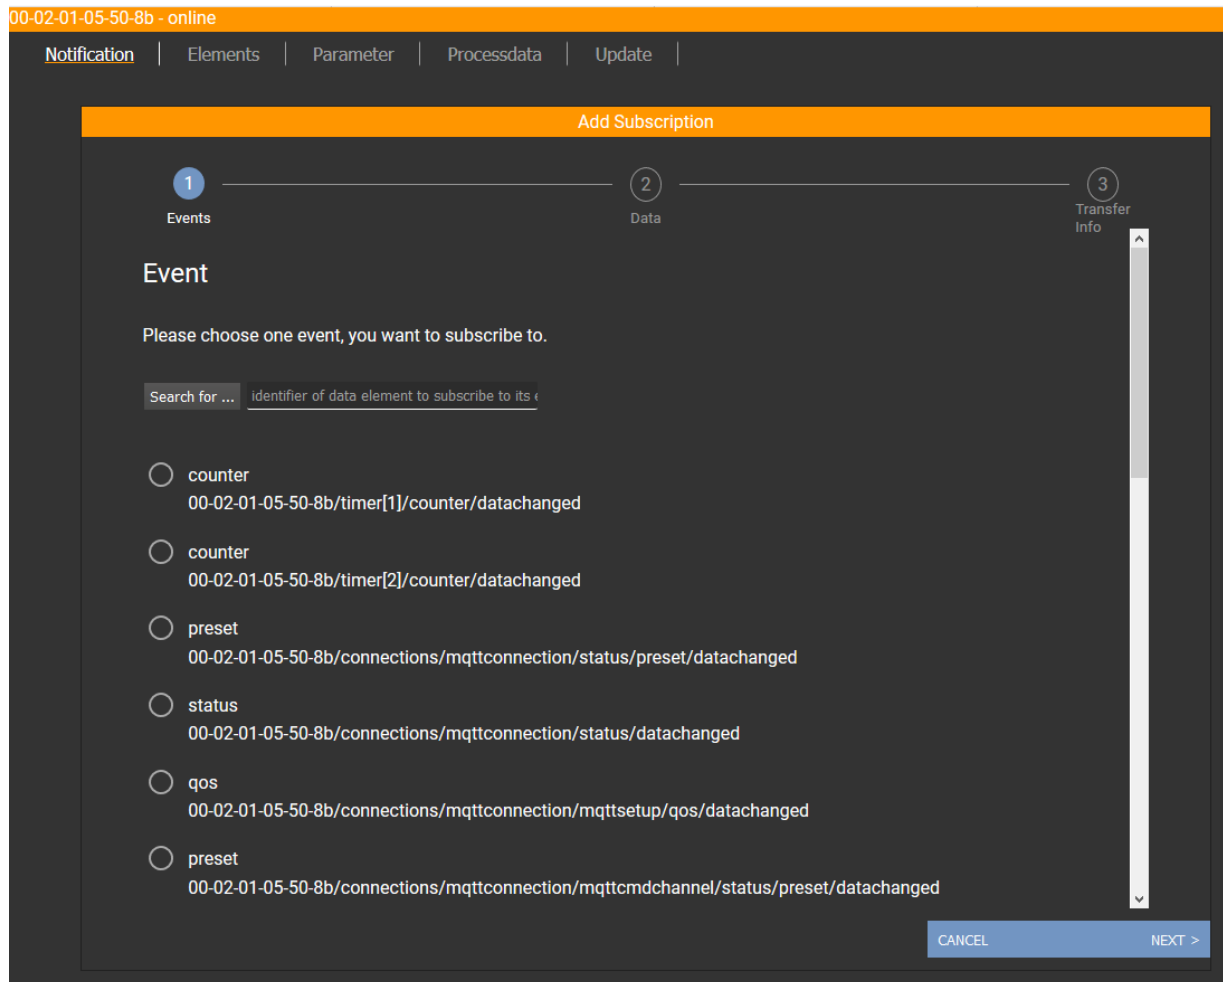 00-02-01-05-50-8b - online
Notification Elements Parameter Processdata Update
Add Subscription
1 2 3
Events Data Transfer
Info
Event
Please choose one event, you want to subscribe to.
Search for ... identifier of data element to subscribe to its
counter
00-02-01-05-50-8b/timer[1]/counter/datachanged
counter
00-02-01-05-50-8b/timer[2]/counter/datachanged
preset
00-02-01-05-50-8b/connections/mqttconnection/status/preset/datachanged
status
00-02-01-05-50-8b/connections/mqttconnection/status/datachanged
qos
00-02-01-05-50-8b/connections/mqttconnection/mqttsetup/qos/datachanged
preset
00-02-01-05-50-8b/connections/mqttconnection/mqttcmdchannel/status/preset/datachanged
CANCEL NEXT >